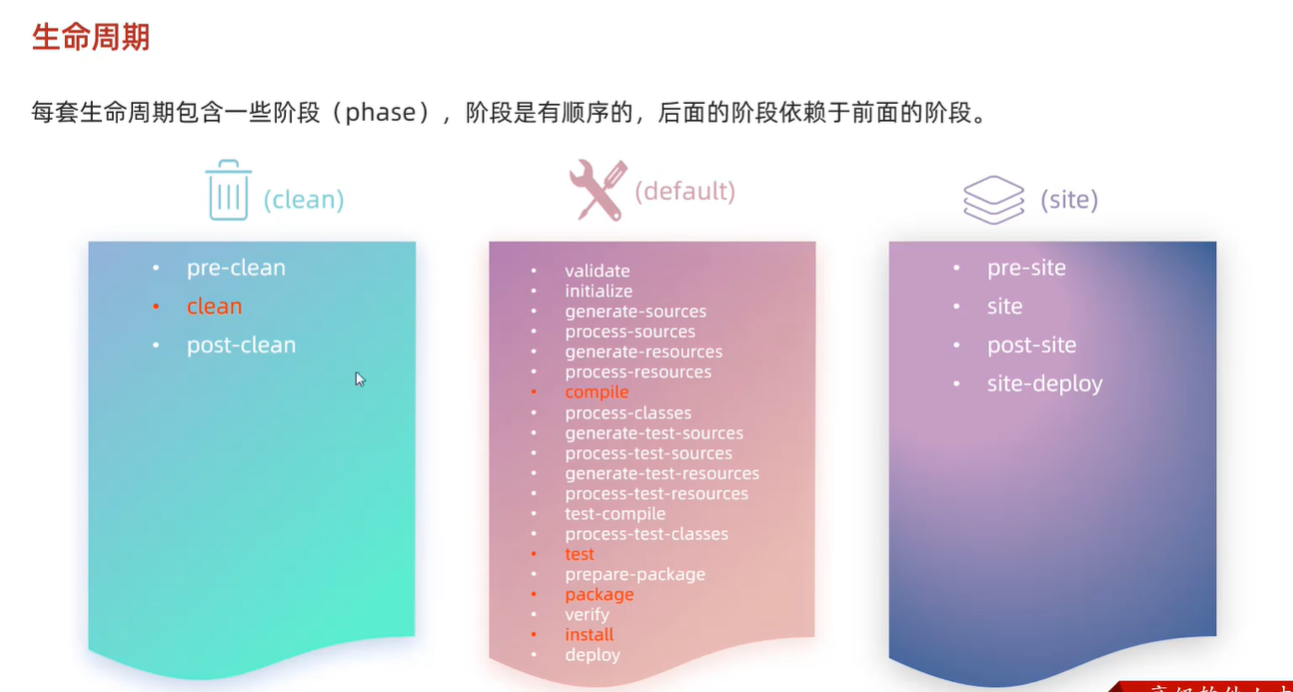 生命周期
每套生命周期包含一些阶段（phase），阶段是有顺序的，后面的阶段依赖于前面的阶段。
(clean)
• pre-clean
• clean
• post-clean
(default)
• validate
• initialize
• generate-sources
• process-sources
• generate-resources
• process-resources
• compile
• process-classes
• generate-test-sources
• process-test-sources
• generate-test-resources
• process-test-resources
• test-compile
• process-test-classes
• test
• prepare-package
• package
• verify
• install
• deploy
(site)
• pre-site
• site
• post-site
• site-deploy